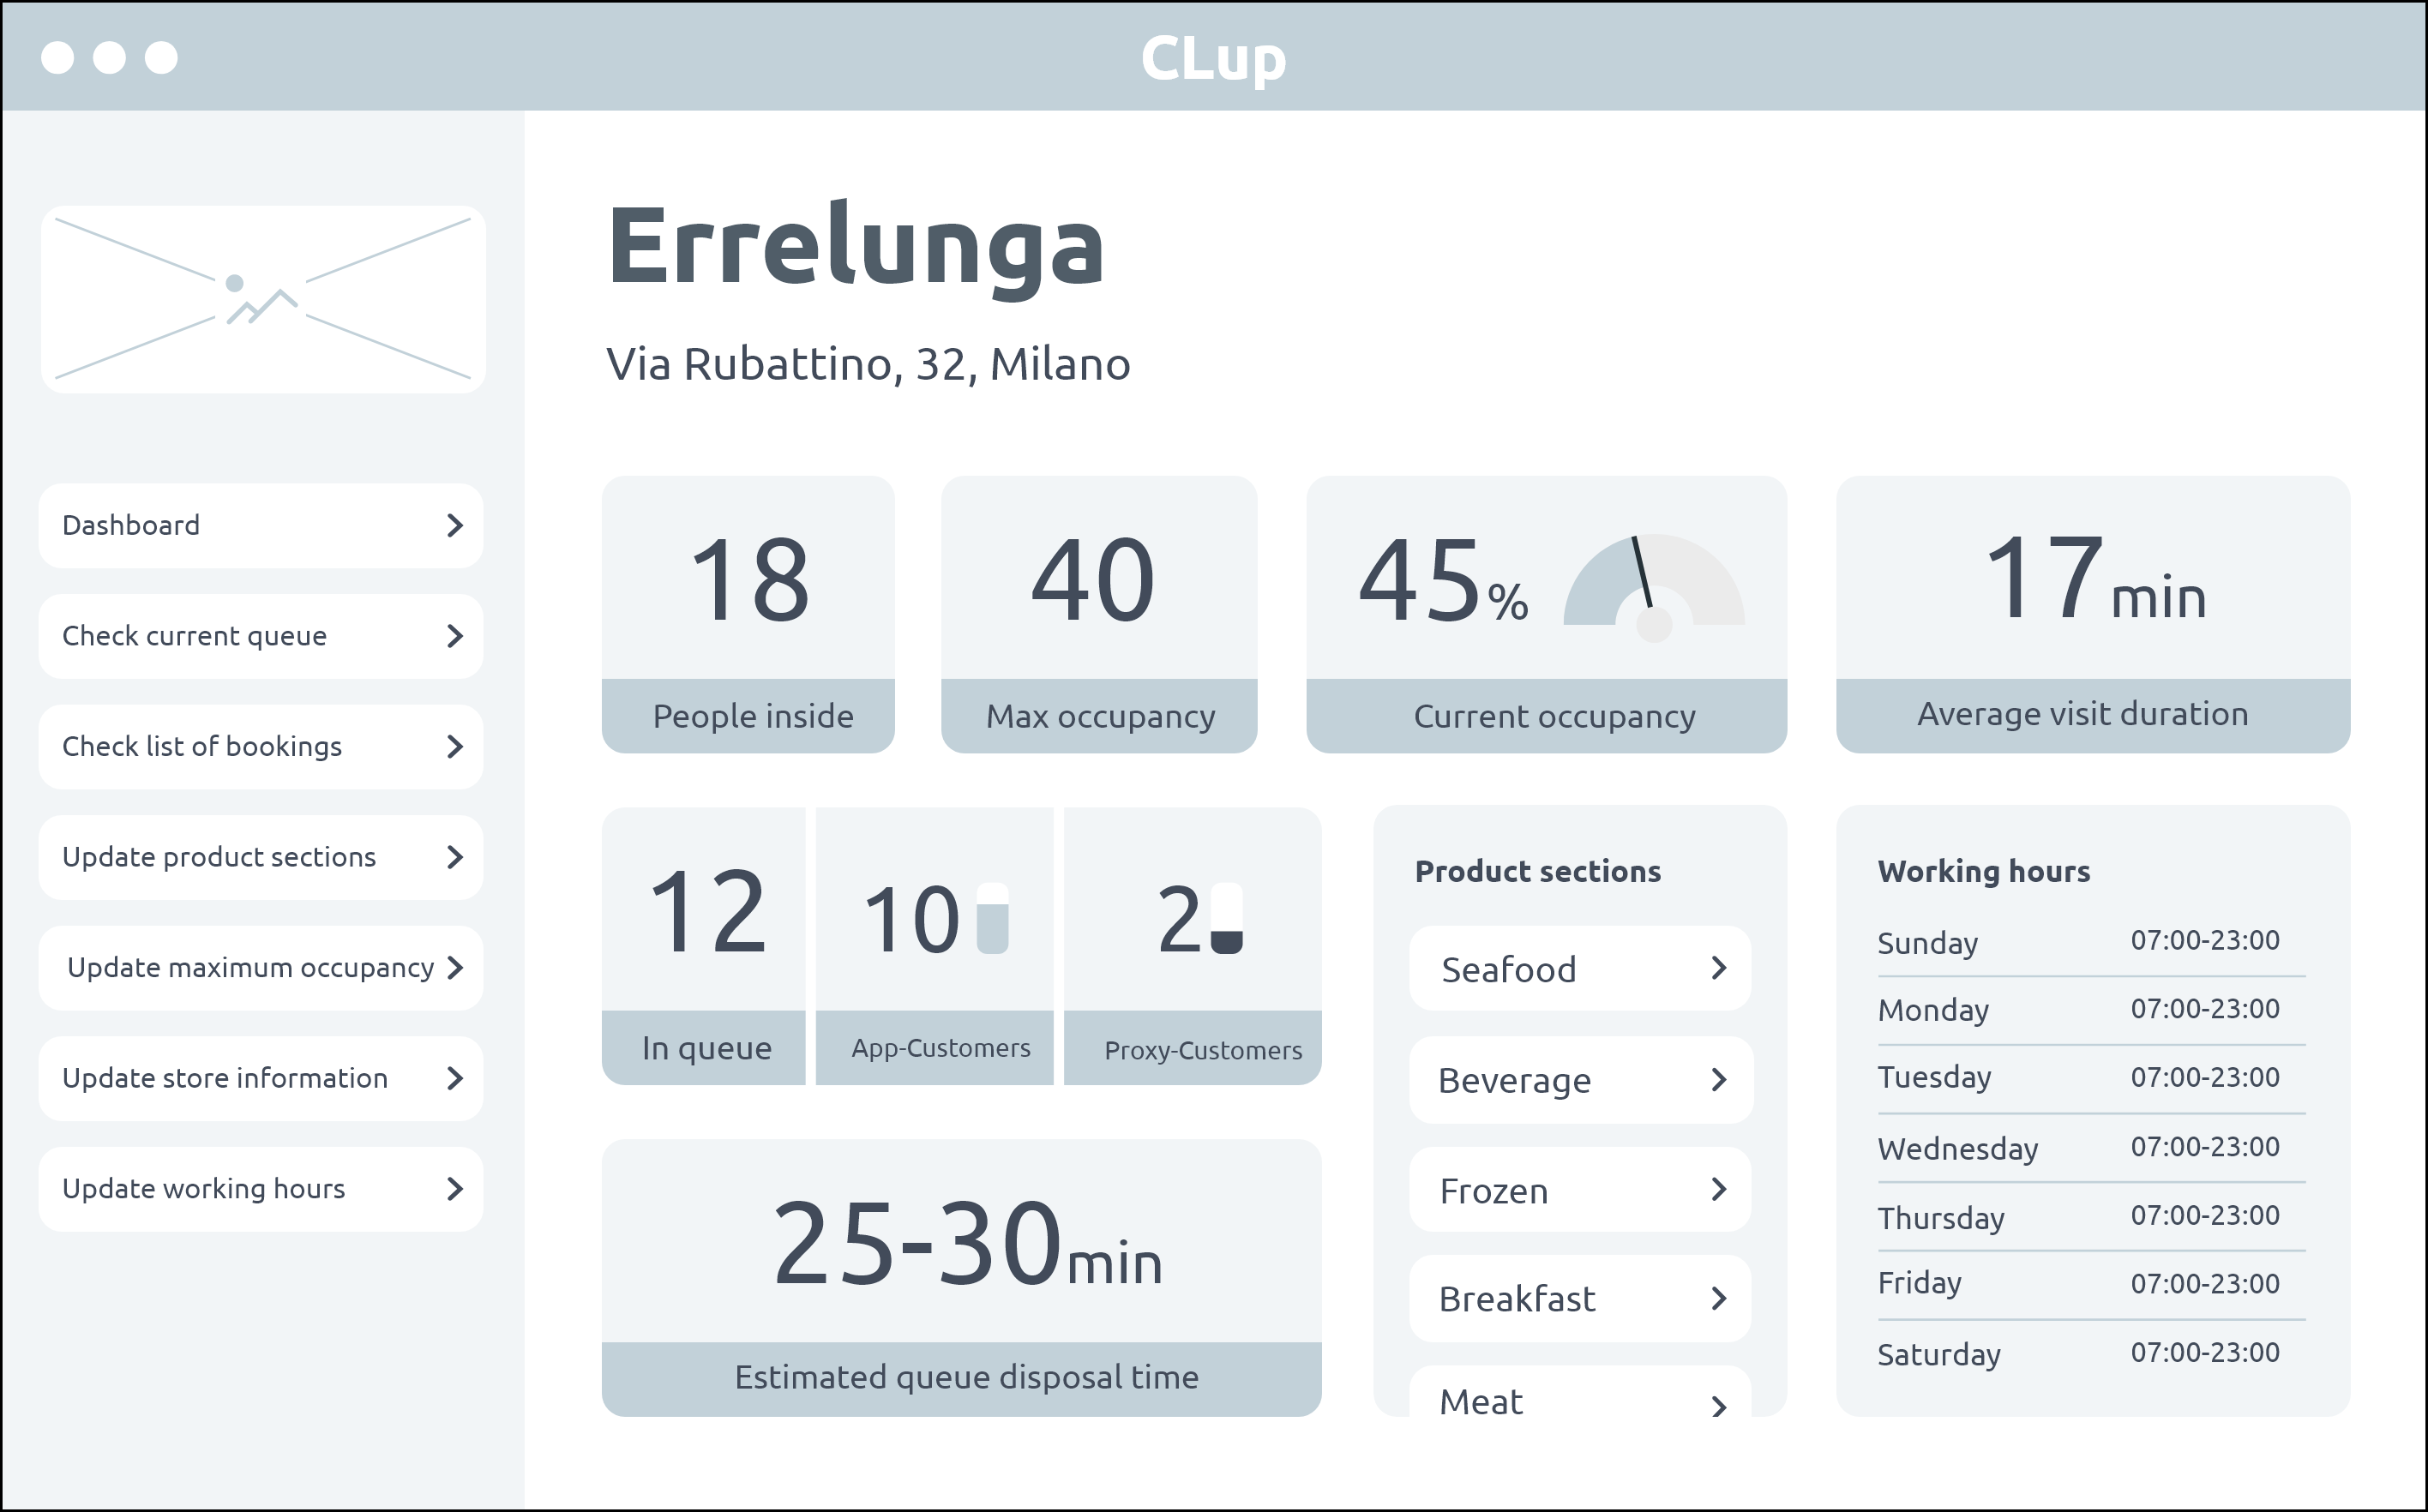 CLup
Errelunga
Via Rubattino, 32, Milano
Dashboard
Check current queue
Check list of bookings
Update product sections
Update maximum occupancy
Update store information
Update working hours
18
People inside
40
Max occupancy
45%
Current occupancy
17min
Average visit duration
12
In queue
10
App-Customers
2
Proxy-Customers
25-30min
Estimated queue disposal time
Product sections
Seafood
Beverage
Frozen
Breakfast
Meat
Working hours
Sunday 07:00-23:00
Monday 07:00-23:00
Tuesday 07:00-23:00
Wednesday 07:00-23:00
Thursday 07:00-23:00
Friday 07:00-23:00
Saturday 07:00-23:00